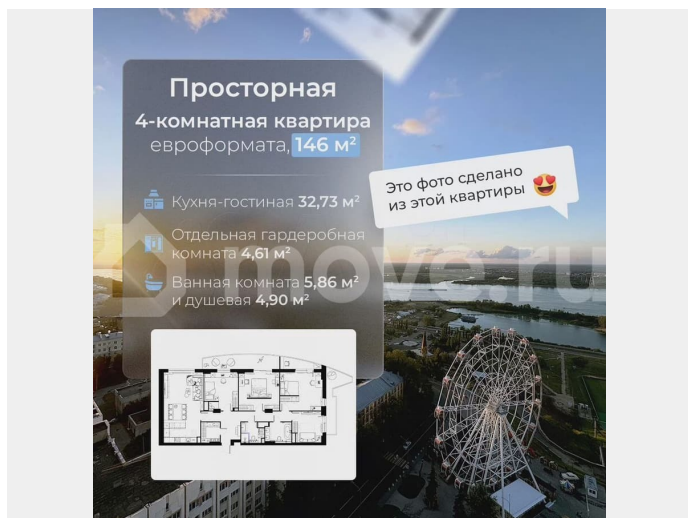 Просторная
4-комнатная квартира
евроформата, 146 м²
Кухня-гостиная 32,73 м²
Отдельная гардеробная
комната 4,61 м²
Ванная комната 5,86 м²
и душевая 4,90 м²
Это фото сделано
из этой квартиры
move.ru